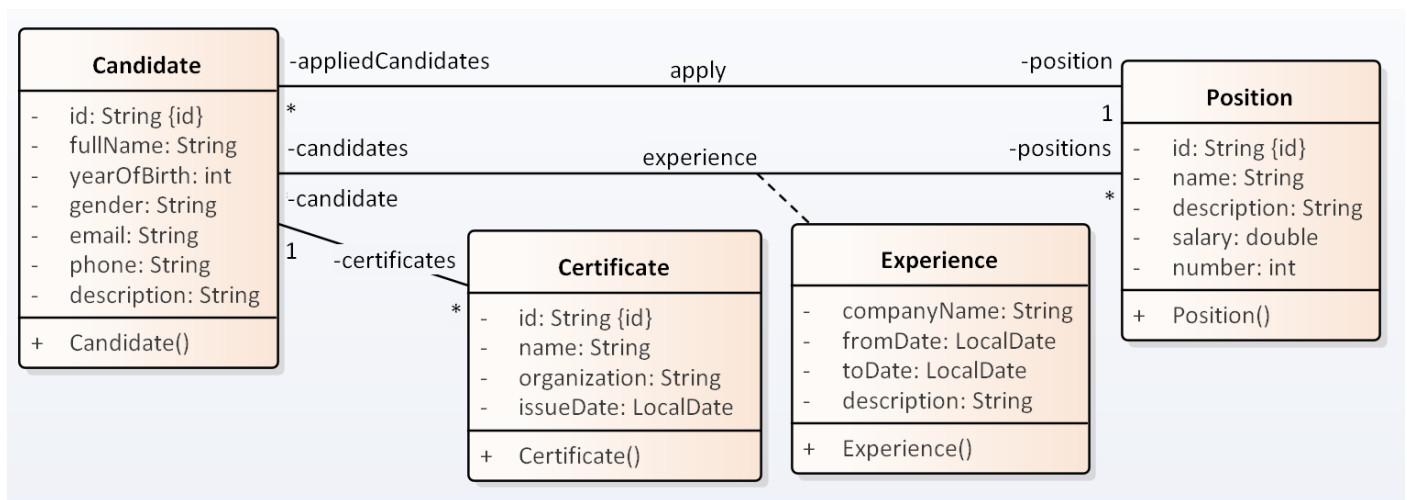 Candidate
- id: String {id}
- fullName: String
- yearOfBirth: int
- gender: String
- email: String
- phone: String
- description: String
+ Candidate()
-appliedCandidates
*
apply
-position
1
-candidates
experience
-positions
*
-candidate
1
-certificates
*
Certificate
- id: String {id}
- name: String
- organization: String
- issueDate: LocalDate
+ Certificate()
Experience
- companyName: String
- fromDate: LocalDate
- toDate: LocalDate
- description: String
+ Experience()
Position
- id: String {id}
- name: String
- description: String
- salary: double
- number: int
+ Position()